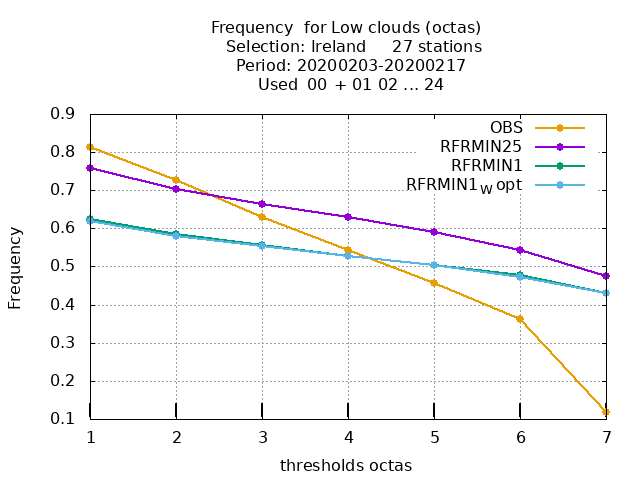 Frequency  for Low clouds (octas)
Selection: Ireland     27 stations
Period: 20200203-20200217
Used  00  + 01 02 ... 24
0.9
0.8
0.7
0.6
0.5
0.4
0.3
0.2
0.1
Frequency
OBS
RFRMIN25
RFRMIN1
RFRMIN1_W opt
1 2 3 4 5 6 7
thresholds octas